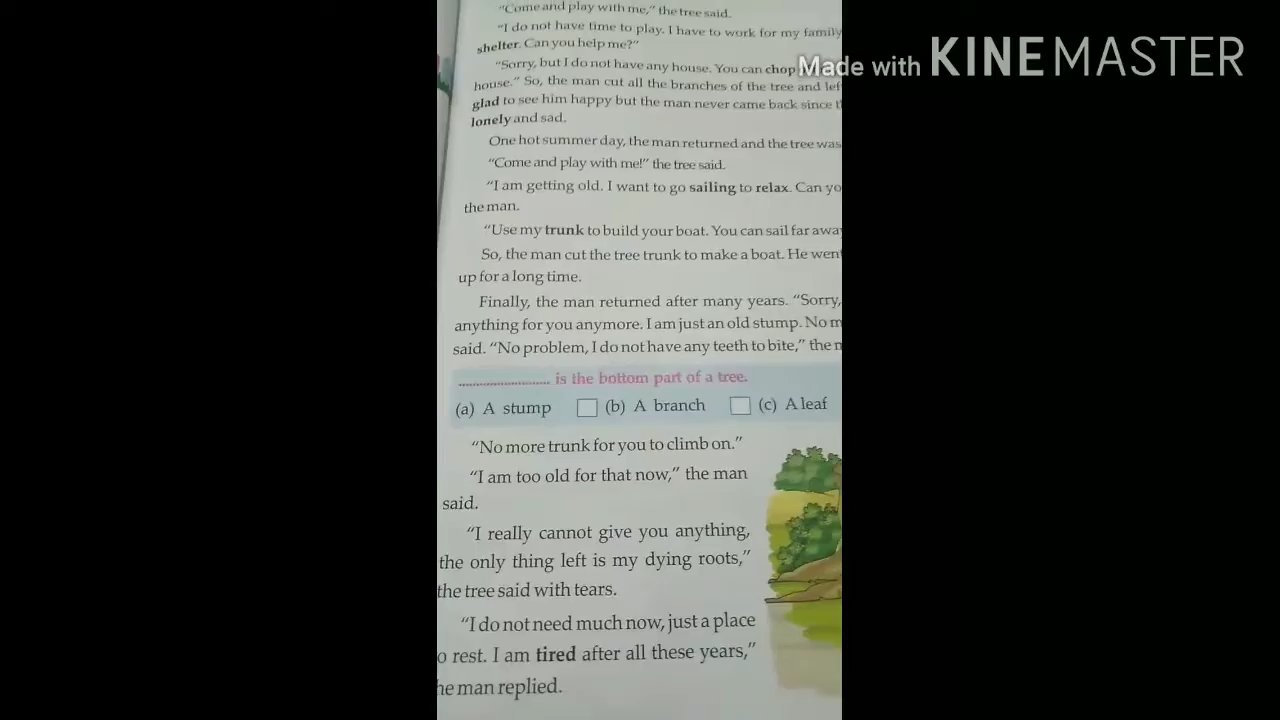 "Come and play with me," the tree said.
"I do not have time to play. I have to work for my family
shelter. Can you help me?"
"Sorry, but I do not have any house. You can chop
Made with KINEMASTER
house." So, the man cut all the branches of the tree and
glad to see him happy but the man never came back since
lonely and sad.
One hot summer day, the man returned and the tree was
"Come and play with me!" the tree said.
"I am getting old. I want to go sailing to relax. Can
the man.
"Use my trunk to build your boat. You can sail far
So, the man cut the tree trunk to make a boat. He
up for a long time.
Finally, the man returned after many years. "Sorry,
anything for you anymore. I am just an old stump. No
said. "No problem, I do not have any teeth to bite," the
.................... is the bottom part of a tree.
(a) A stump (b) A branch (c) A leaf
"No more trunk for you to climb on."
"I am too old for that now," the man
said.
"I really cannot give you anything,
the only thing left is my dying roots,"
the tree said with tears.
"I do not need much now, just a place
o rest. I am tired after all these years,"
he man replied.